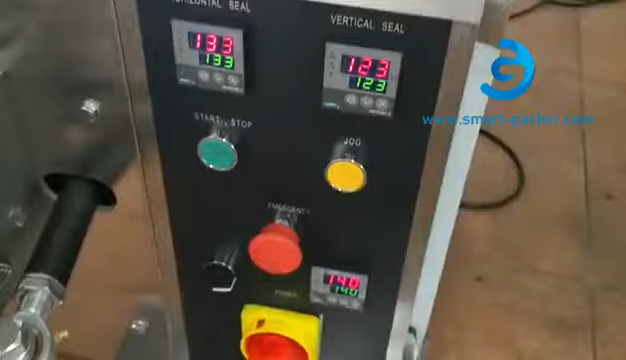 HORIZONTAL SEAL
VERTICAL SEAL
133
133
123
123
www.smart-packer.com
START STOP
JOG
EMERGENCY
140
140
POWER